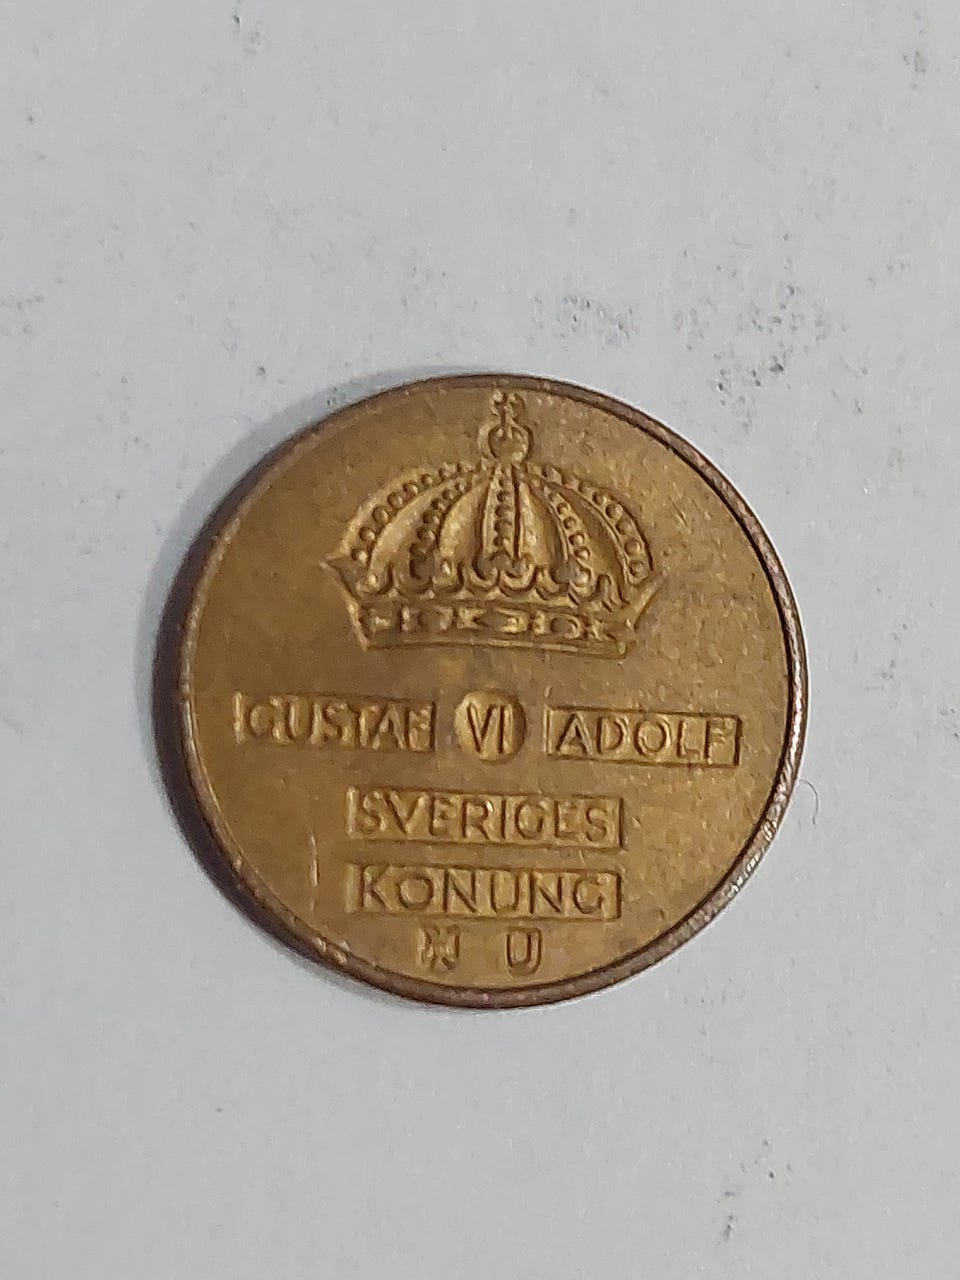 GUSTAF VI ADOLF
SVERIGES
KONUNG
U